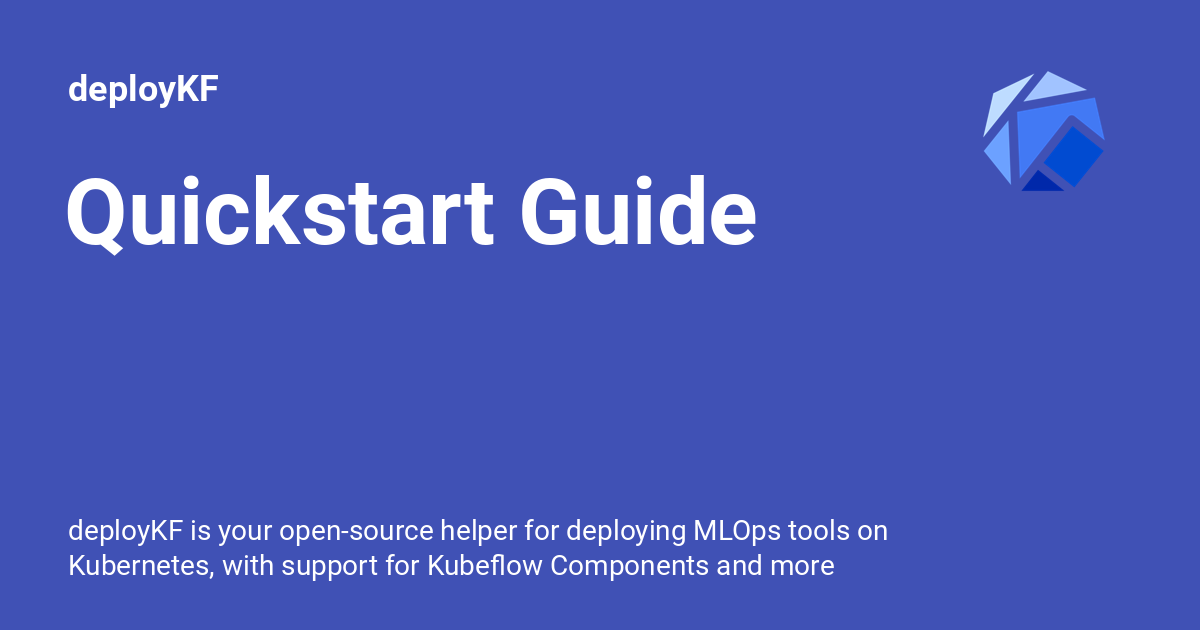 deployKF
Quickstart Guide
deployKF is your open-source helper for deploying MLOps tools on
Kubernetes, with support for Kubeflow Components and more